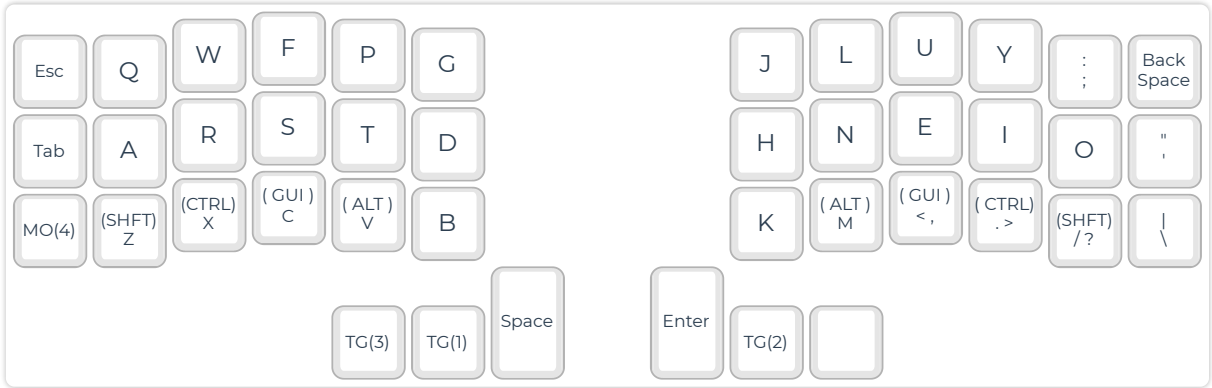 Esc Q W F P G J L U Y : Back
; Space
Tab A R S T D H N E I O "
'
MO(4) (SHFT) (CTRL) ( GUI ) ( ALT ) B K ( ALT ) ( GUI ) ( CTRL) (SHFT) |
Z X C V M < , . > / ? \
TG(3) TG(1) Space Enter TG(2)